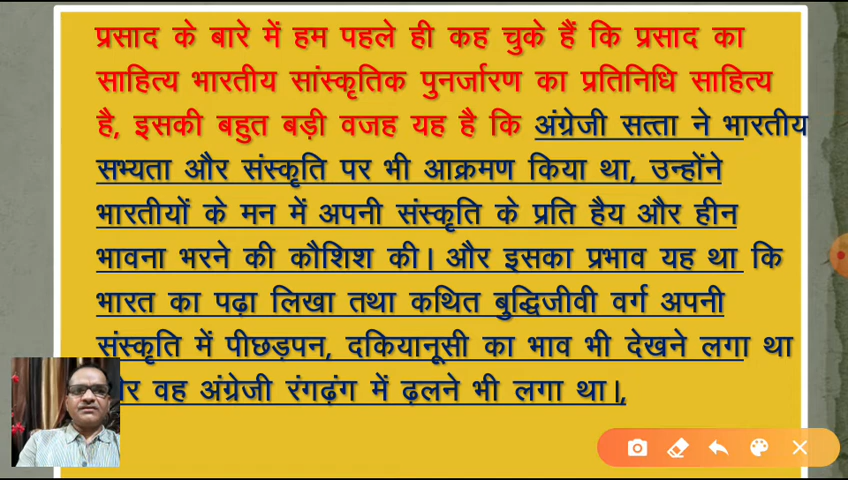 प्रसाद के बारे में हम पहले ही कह चुके हैं कि प्रसाद का
साहित्य भारतीय सांस्कृतिक पुनर्जारण का प्रतिनिधि साहित्य
है, इसकी बहुत बड़ी वजह यह है कि अंग्रेजी सत्ता ने भारतीय
सभ्यता और संस्कृति पर भी आक्रमण किया था, उन्होंने
भारतीयों के मन में अपनी संस्कृति के प्रति हैय और हीन
भावना भरने की कौशिश की। और इसका प्रभाव यह था कि
भारत का पढ़ा लिखा तथा कथित बुद्धिजीवी वर्ग अपनी
संस्कृति में पीछड़पन, दकियानूसी का भाव भी देखने लगा था
वह अंग्रेजी रंगढ़ंग में ढ़लने भी लगा था।,